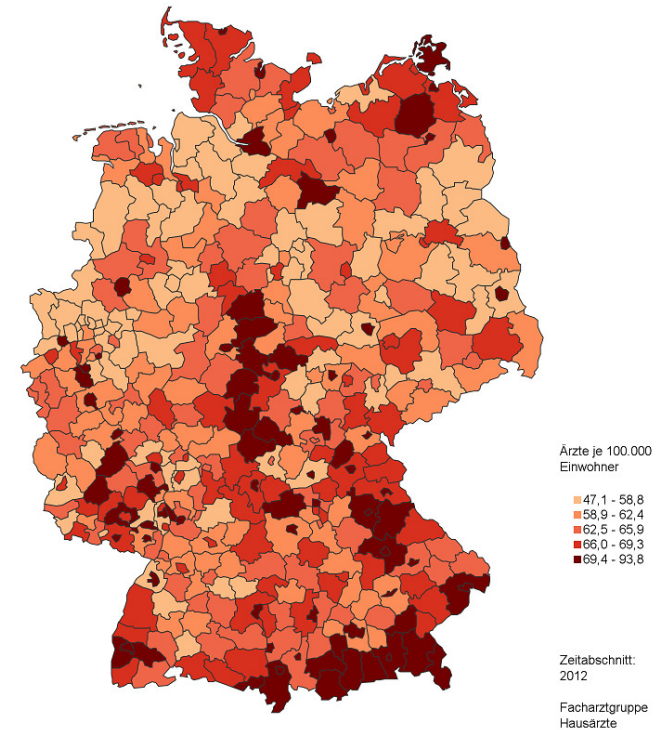 Ärzte je 100.000
Einwohner
47,1 - 58,8
58,9 - 62,4
62,5 - 65,9
66,0 - 69,3
69,4 - 93,8
Zeitabschnitt:
2012
Facharztgruppe
Hausärzte